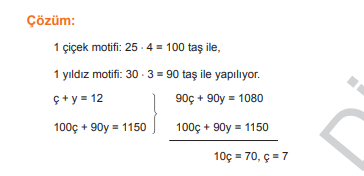 Çözüm:
1 çiçek motifi: 25 · 4 = 100 taş ile,
1 yıldız motifi: 30 · 3 = 90 taş ile yapılıyor.
ç + y = 12 90ç + 90y = 1080
100ç + 90y = 1150 100ç + 90y = 1150
10ç = 70, ç = 7